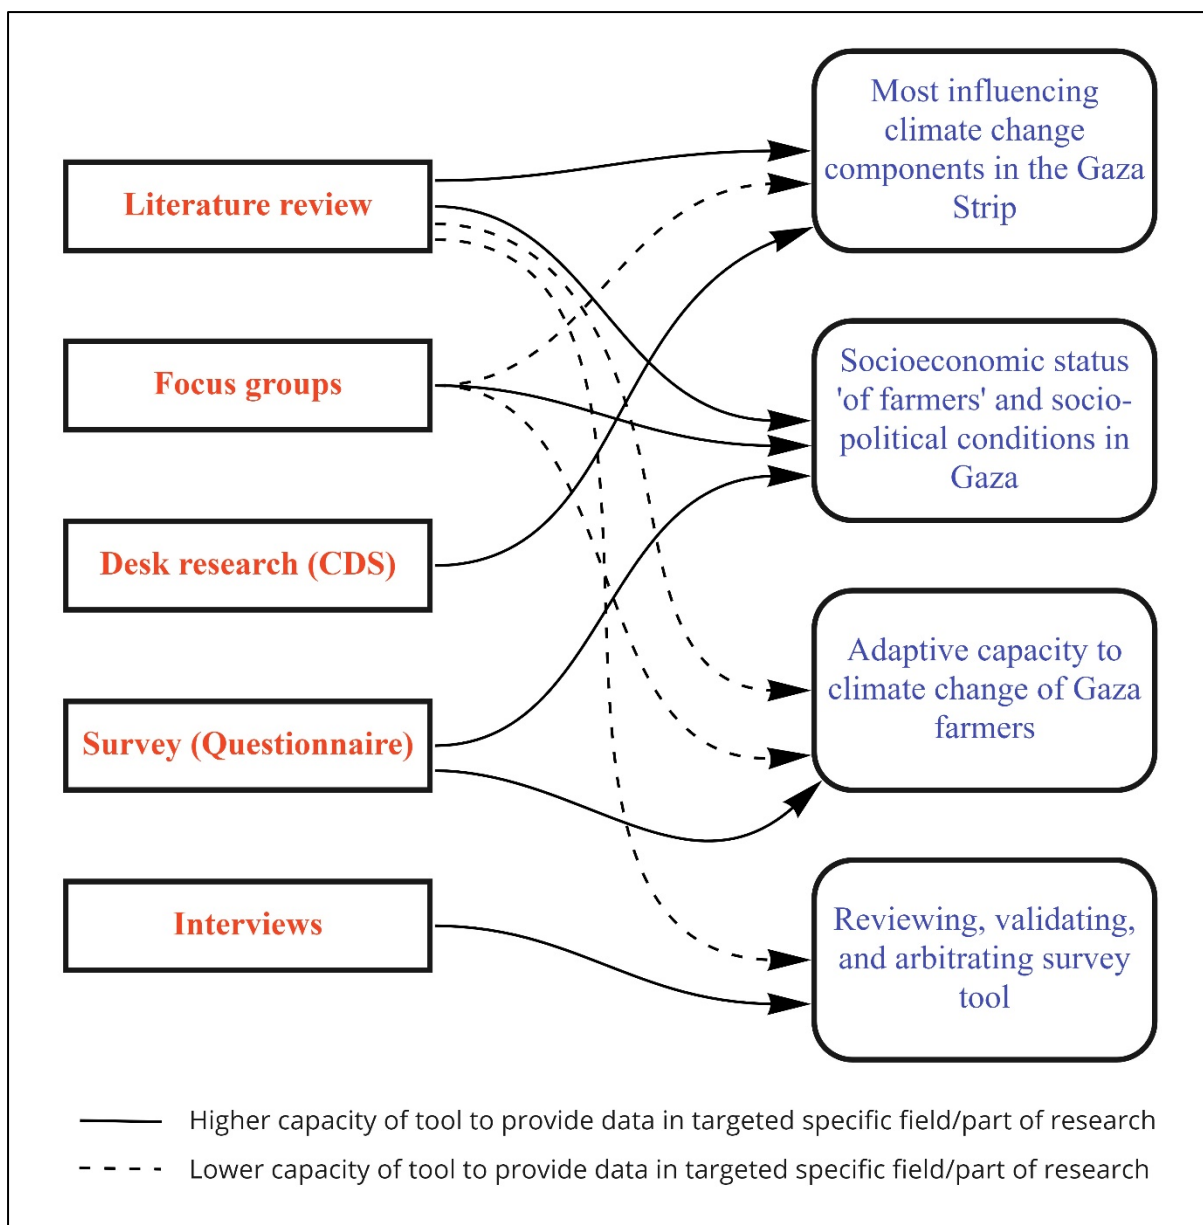 Literature review
Focus groups
Desk research (CDS)
Survey (Questionnaire)
Interviews
Most influencing
climate change
components in the Gaza
Strip
Socioeconomic status
'of farmers' and socio-
political conditions in
Gaza
Adaptive capacity to
climate change of Gaza
farmers
Reviewing, validating,
and arbitrating survey
tool
Higher capacity of tool to provide data in targeted specific field/part of research
Lower capacity of tool to provide data in targeted specific field/part of research